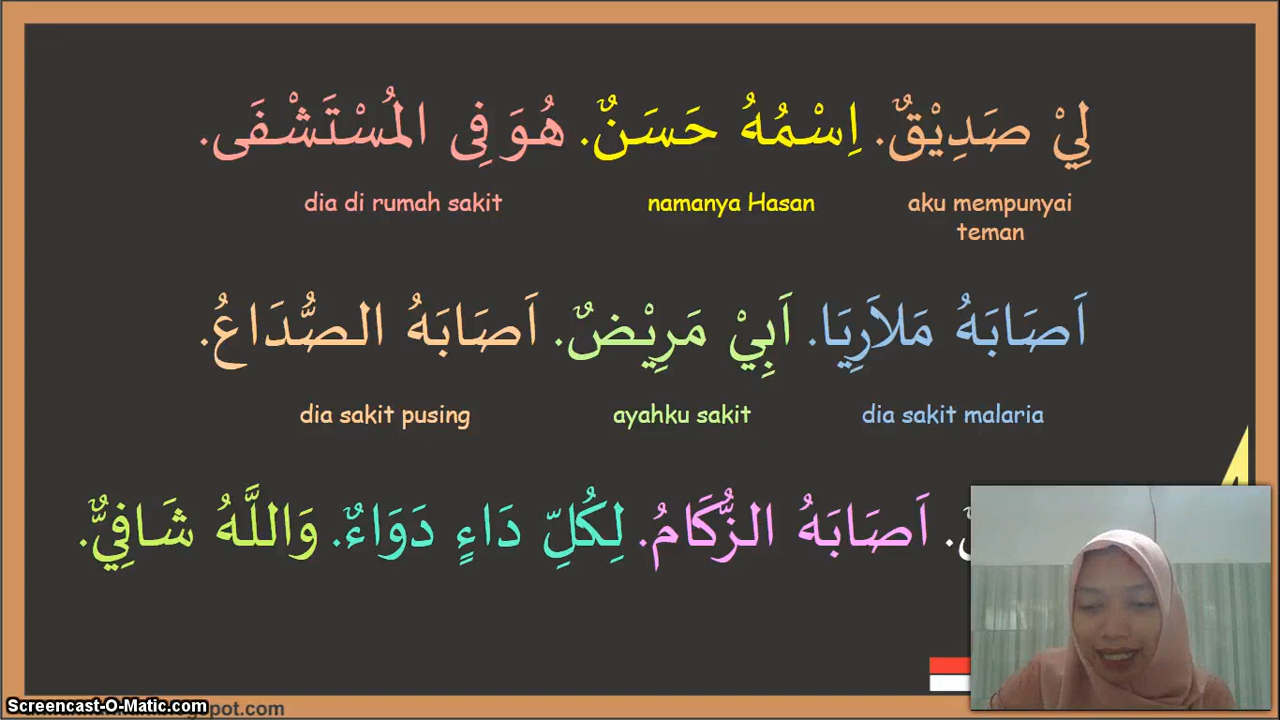 لِيْ صَدِيْقٌ. اِسْمُهُ حَسَنٌ. هُوَ فِى المُسْتَشْفَى.
aku mempunyai teman
namanya Hasan
dia di rumah sakit
اَصَابَهُ مَلاَرِيَا. اَبِيْ مَرِيْضٌ. اَصَابَهُ الصُّدَاعُ.
dia sakit malaria
ayahku sakit
dia sakit pusing
اَصَابَهُ الزُّكَامُ. لِكُلِّ دَاءٍ دَوَاءٌ. وَاللَّهُ شَافِيٌّ.
Screencast-O-Matic.com